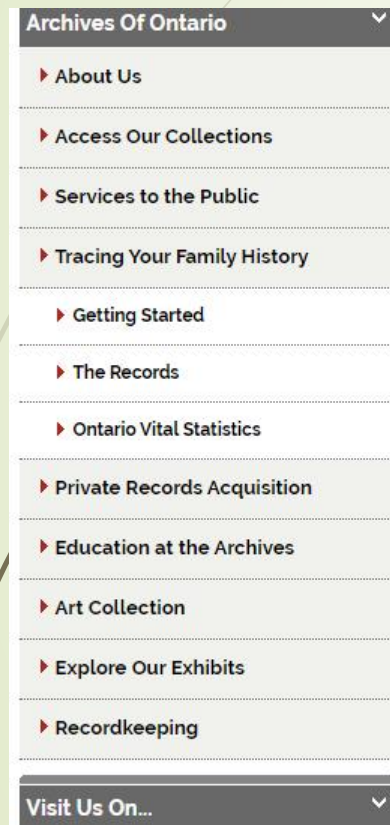 Archives Of Ontario
About Us
Access Our Collections
Services to the Public
Tracing Your Family History
Getting Started
The Records
Ontario Vital Statistics
Private Records Acquisition
Education at the Archives
Art Collection
Explore Our Exhibits
Recordkeeping
Visit Us On...